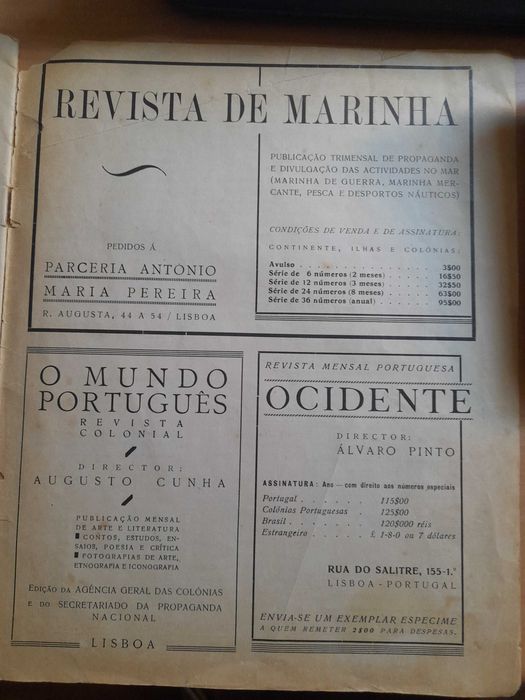 REVISTA DE MARINHA
PUBLICAÇÃO TRIMENSAL DE PROPAGANDA
E DIVULGAÇÃO DAS ACTIVIDADES NO MAR
(MARINHA DE GUERRA, MARINHA MER-
CANTE, PESCA E DESPORTOS NÁUTICOS)
CONDIÇÕES DE VENDA E DE ASSINATURA:
CONTINENTE, ILHAS E COLÓNIAS:
Avulso . . . . . . . . . . . . . . . 3$00
Série de 6 números (2 meses) . . . . . . 16$50
Série de 12 números (3 meses) . . . . . . 32$50
Série de 24 números (8 meses) . . . . . . 63$00
Série de 36 números (anual) . . . . . . 95$00
PEDIDOS Á
PARCERIA ANTÓNIO
MARIA PEREIRA
R. AUGUSTA, 44 A 54 / LISBOA
O MUNDO
PORTUGUÊS
REVISTA
COLONIAL
DIRECTOR:
AUGUSTO CUNHA
PUBLICAÇÃO MENSAL
DE ARTE E LITERATURA
■ CONTOS, ESTUDOS, EN-
SAIOS, POESIA E CRÍTICA
■ FOTOGRAFIAS DE ARTE,
ETNOGRAFIA E ICONOGRAFIA
EDIÇÃO DA AGÊNCIA GERAL DAS COLÓNIAS
E DO SECRETARIADO DA PROPAGANDA
NACIONAL
LISBOA
REVISTA MENSAL PORTUGUESA
OCIDENTE
DIRECTOR:
ÁLVARO PINTO
ASSINATURA: Ano — com direito aos números especiais
Portugal . . . . . . 115$00
Colónias Portuguesas . 125$00
Brasil . . . . . . . 120$000 réis
Estrangeiro . . . . . £ 1-8-0 ou 7 dólares
RUA DO SALITRE, 155-1.º
LISBOA - PORTUGAL
ENVIA-SE UM EXEMPLAR ESPECIME
A QUEM REMETER 2$00 PARA DESPESAS.